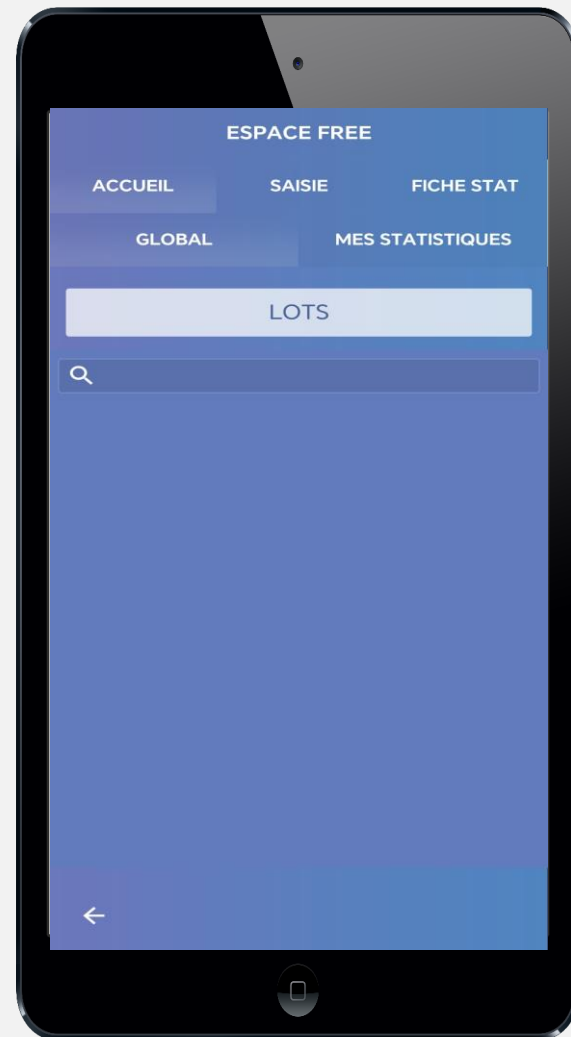 ESPACE FREE
ACCUEIL SAISIE FICHE STAT
GLOBAL MES STATISTIQUES
LOTS